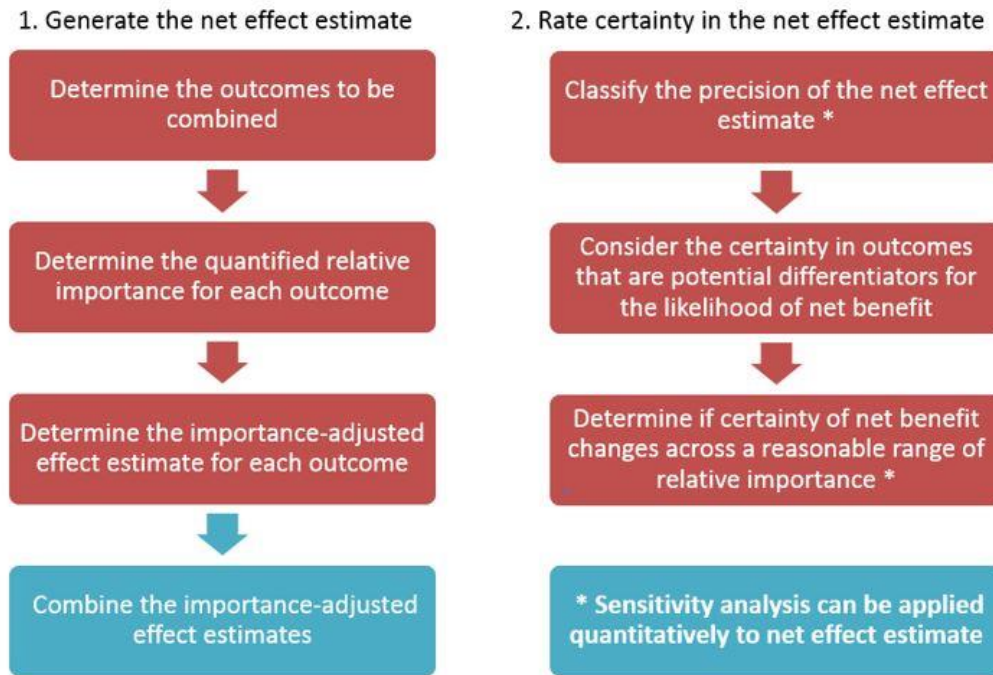 1. Generate the net effect estimate
Determine the outcomes to be
combined
Determine the quantified relative
importance for each outcome
Determine the importance-adjusted
effect estimate for each outcome
Combine the importance-adjusted
effect estimates
2. Rate certainty in the net effect estimate
Classify the precision of the net effect
estimate *
Consider the certainty in outcomes
that are potential differentiators for
the likelihood of net benefit
Determine if certainty of net benefit
changes across a reasonable range of
relative importance *
* Sensitivity analysis can be applied
quantitatively to net effect estimate